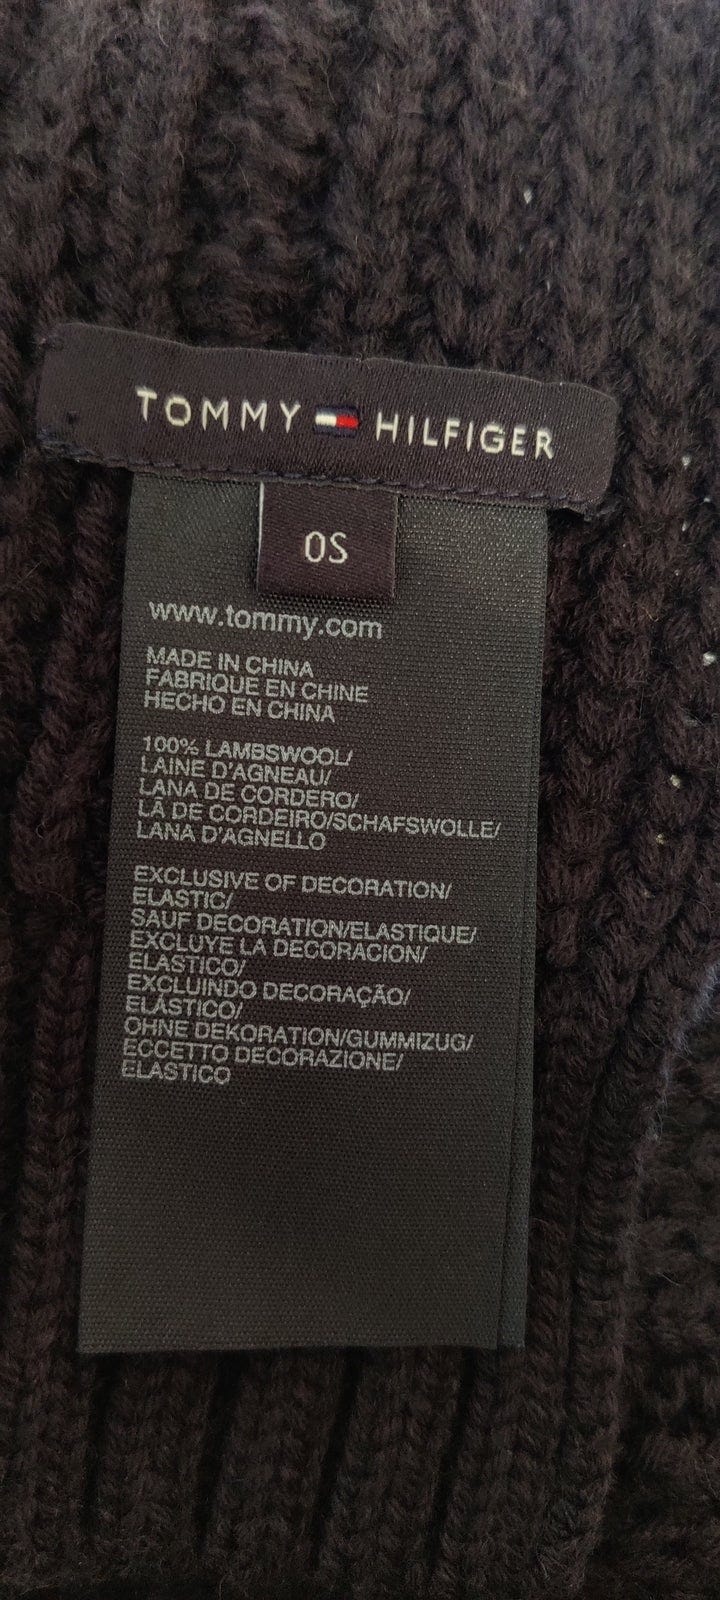 TOMMY HILFIGER
OS
www.tommy.com
MADE IN CHINA
FABRIQUE EN CHINE
HECHO EN CHINA
100% LAMBSWOOL/
LAINE D'AGNEAU/
LANA DE CORDERO/
LÃ DE CORDEIRO/SCHAFSWOLLE/
LANA D'AGNELLO
EXCLUSIVE OF DECORATION/
ELASTIC/
SAUF DECORATION/ELASTIQUE/
EXCLUYE LA DECORACION/
ELASTICO/
EXCLUINDO DECORAÇÃO/
ELÁSTICO/
OHNE DEKORATION/GUMMIZUG/
ECCETTO DECORAZIONE/
ELASTICO